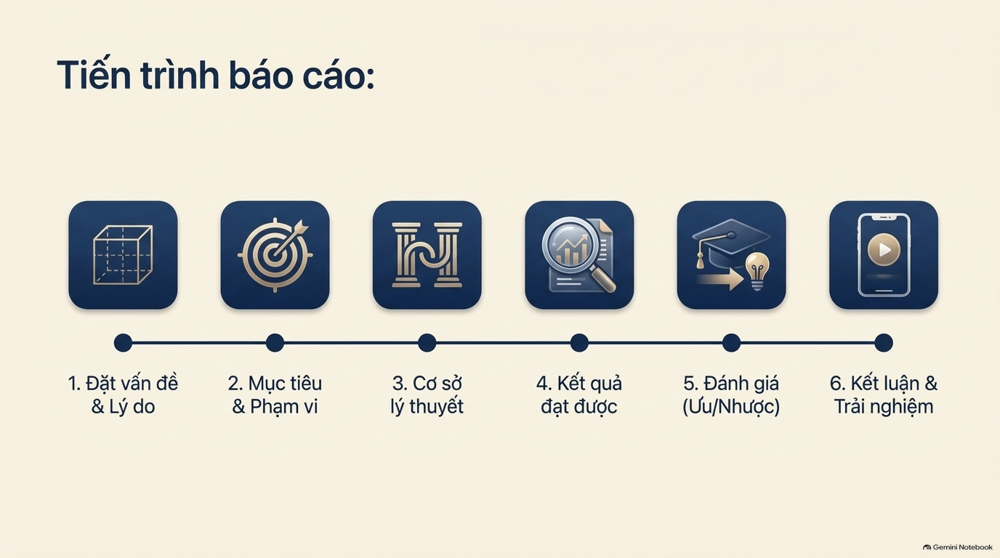 Tiến trình báo cáo:
1. Đặt vấn đề
& Lý do
2. Mục tiêu
& Phạm vi
3. Cơ sở
lý thuyết
4. Kết quả
đạt được
5. Đánh giá
(Ưu/Nhược)
6. Kết luận &
Trải nghiệm
Gemini Notebook